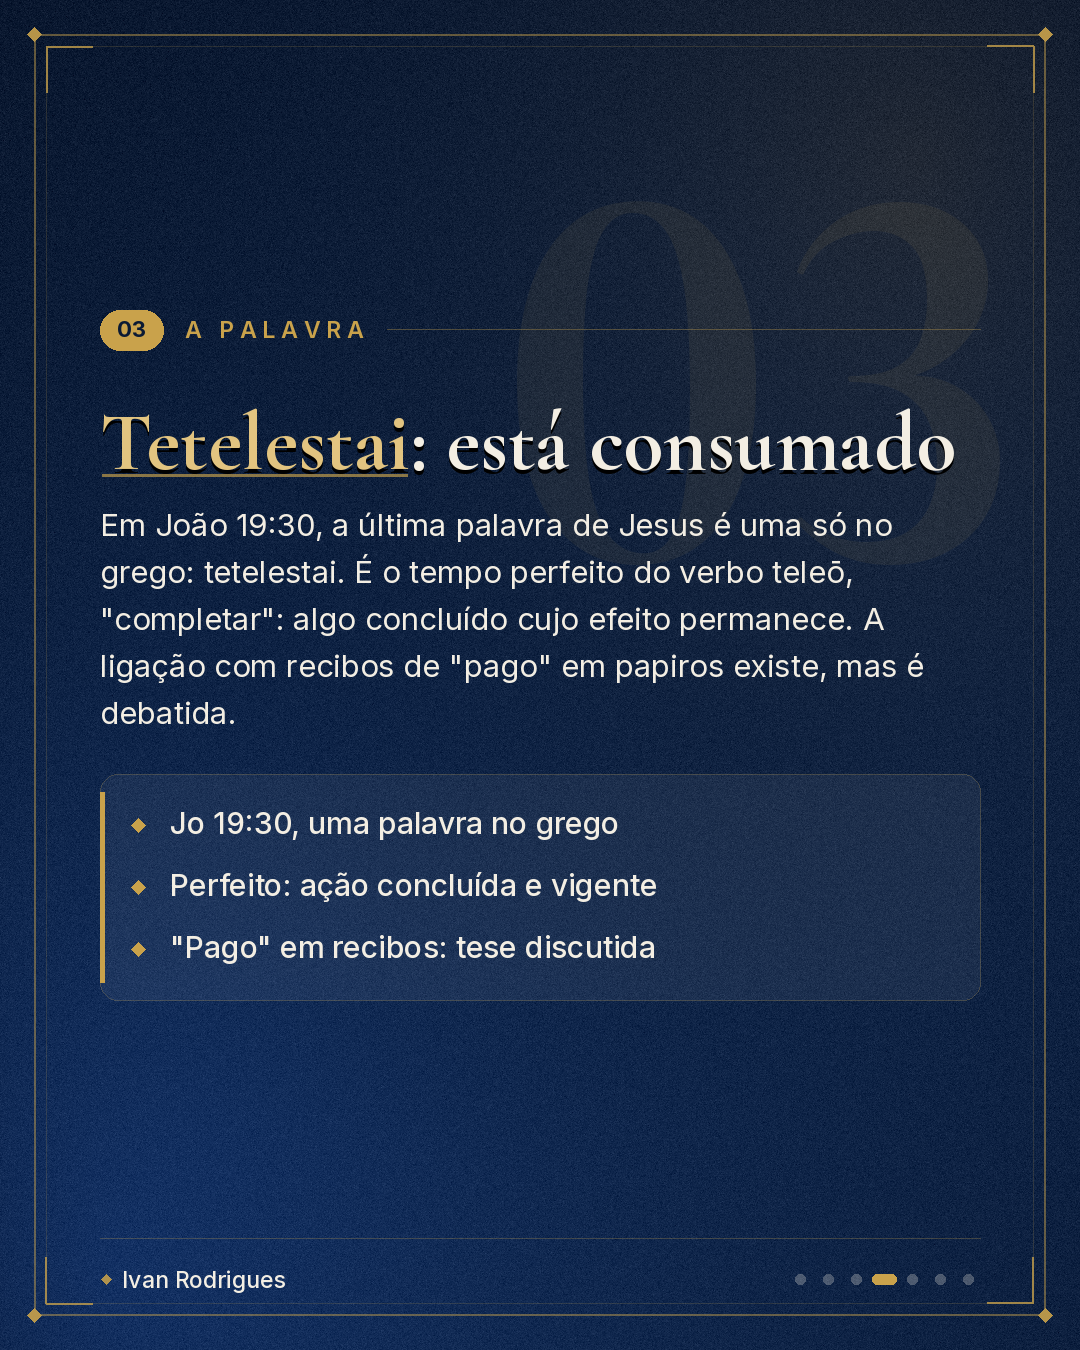 03
03 A PALAVRA
Tetelestai: está consumado
Em João 19:30, a última palavra de Jesus é uma só no
grego: tetelestai. É o tempo perfeito do verbo teleō,
"completar": algo concluído cujo efeito permanece. A
ligação com recibos de "pago" em papiros existe, mas é
debatida.
Jo 19:30, uma palavra no grego
Perfeito: ação concluída e vigente
"Pago" em recibos: tese discutida
Ivan Rodrigues